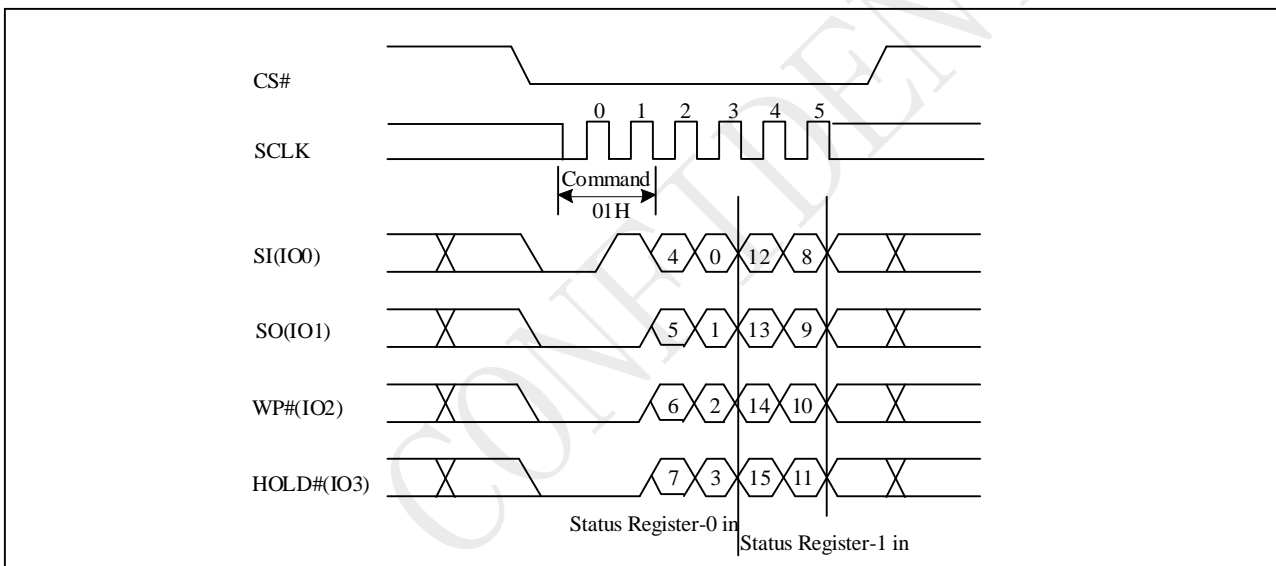 CS#
0 1 2 3 4 5
SCLK
Command
01H
SI(IO0) 4 0 12 8
SO(IO1) 5 1 13 9
WP#(IO2) 6 2 14 10
HOLD#(IO3) 7 3 15 11
Status Register-0 in
Status Register-1 in